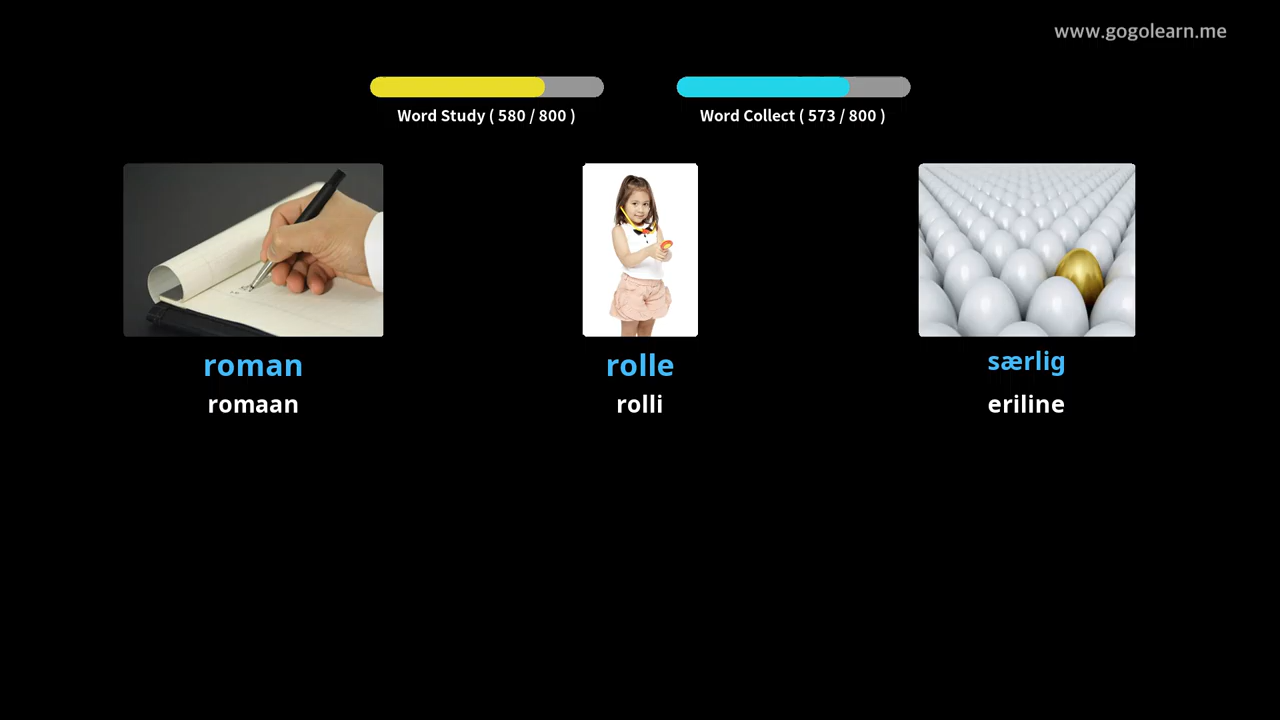 www.gogolearn.me
Word Study ( 580 / 800 )
Word Collect ( 573 / 800 )
roman
romaan
rolle
rolli
særlig
eriline